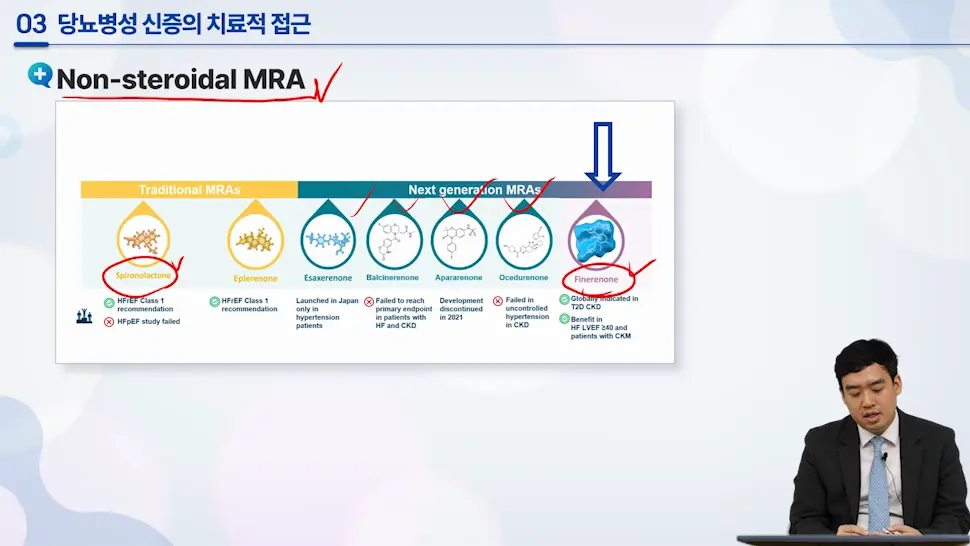 03 당뇨병성 신증의 치료적 접근
Non-steroidal MRA
Traditional MRAs
Next generation MRAs
Spironolactone
Eplerenone
Esaxerenone
Balcinerenone
Apararenone
Ocedurenone
Finerenone
HFrEF Class 1
recommendation
HFpEF study failed
HFrEF Class 1
recommendation
Launched in Japan
only in
hypertension
patients
Failed to reach
primary endpoint
in patients with
HF and CKD
Development
discontinued
in 2021
Failed in
uncontrolled
hypertension
in CKD
Globally indicated in
T2D CKD
Benefit in
HF LVEF ≥40 and
patients with CKM